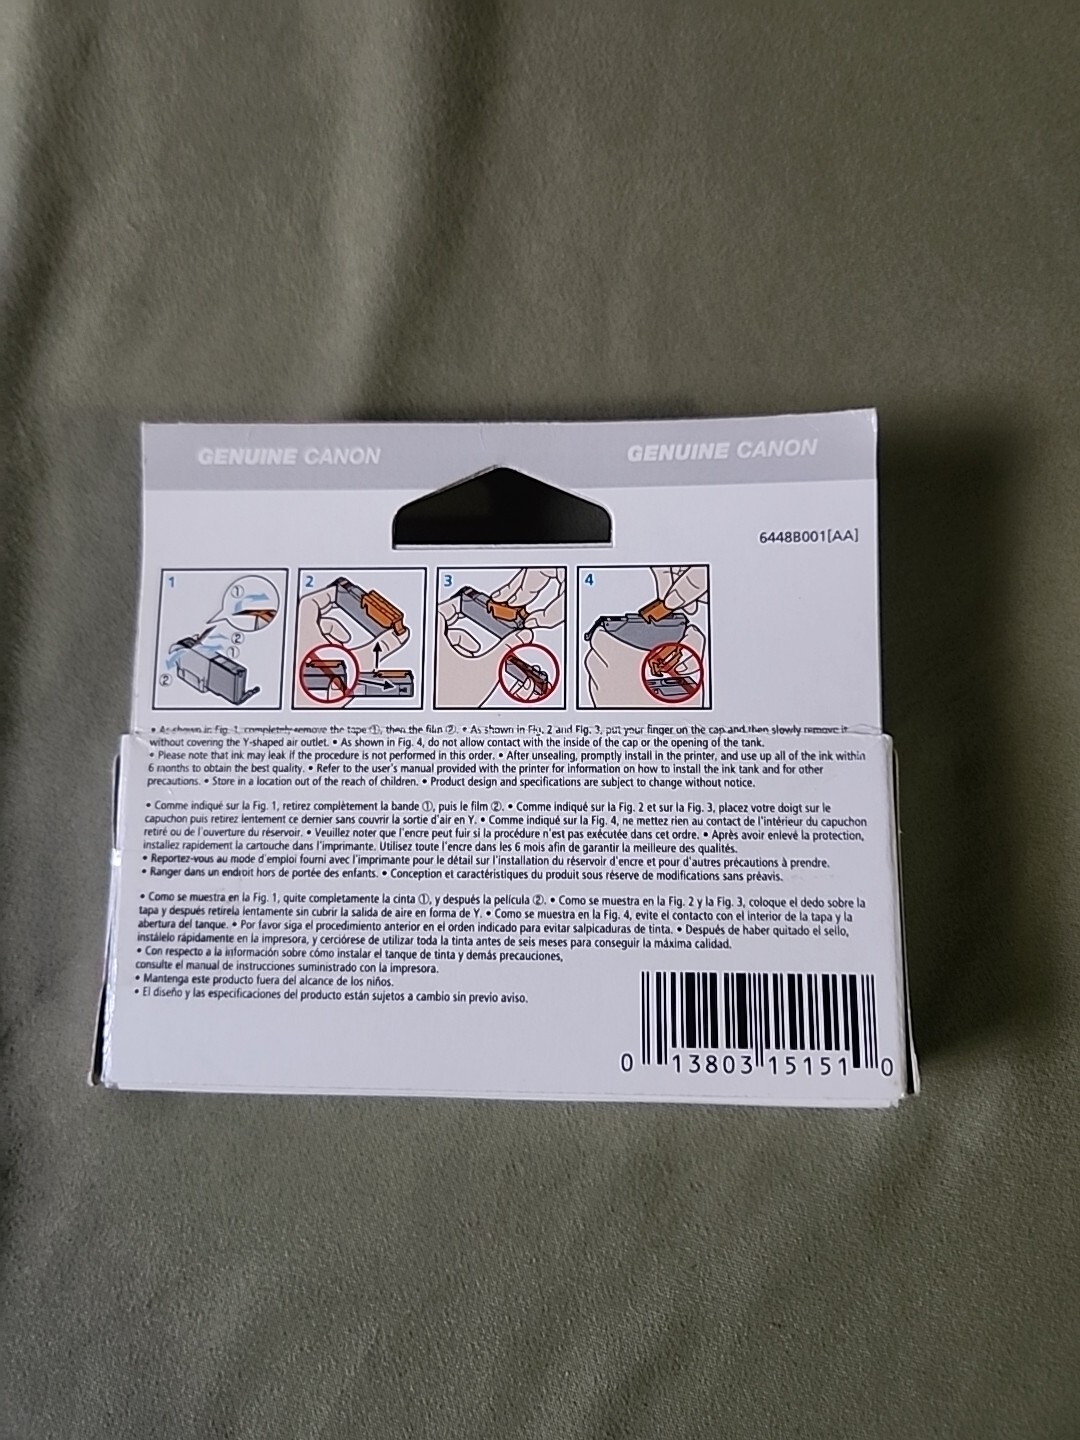 GENUINE CANON
GENUINE CANON
6448B001[AA]
1
2
3
4
① ② ① ②
• As shown in Fig. 1, completely remove the tape ①, then the film ②. • As shown in Fig. 2 and Fig. 3, put your finger on the cap and then slowly remove it
without covering the Y-shaped air outlet. • As shown in Fig. 4, do not allow contact with the inside of the cap or the opening of the tank.
• Please note that ink may leak if the procedure is not performed in this order. • After unsealing, promptly install in the printer, and use up all of the ink within
6 months to obtain the best quality. • Refer to the user's manual provided with the printer for information on how to install the ink tank and for other
precautions. • Store in a location out of the reach of children. • Product design and specifications are subject to change without notice.
• Comme indiqué sur la Fig. 1, retirez complètement la bande ①, puis le film ②. • Comme indiqué sur la Fig. 2 et sur la Fig. 3, placez votre doigt sur le
capuchon puis retirez lentement ce dernier sans couvrir la sortie d'air en Y. • Comme indiqué sur la Fig. 4, ne mettez rien au contact de l'intérieur du capuchon
retiré ou de l'ouverture du réservoir. • Veuillez noter que l'encre peut fuir si la procédure n'est pas exécutée dans cet ordre. • Après avoir enlevé la protection,
installez rapidement la cartouche dans l'imprimante. Utilisez toute l'encre dans les 6 mois afin de garantir la meilleure des qualités.
• Reportez-vous au mode d'emploi fourni avec l'imprimante pour le détail sur l'installation du réservoir d'encre et pour d'autres précautions à prendre.
• Ranger dans un endroit hors de portée des enfants. • Conception et caractéristiques du produit sous réserve de modifications sans préavis.
• Como se muestra en la Fig. 1, quite completamente la cinta ①, y después la película ②. • Como se muestra en la Fig. 2 y la Fig. 3, coloque el dedo sobre la
tapa y después retírela lentamente sin cubrir la salida de aire en forma de Y. • Como se muestra en la Fig. 4, evite el contacto con el interior de la tapa y la
abertura del tanque. • Por favor siga el procedimiento anterior en el orden indicado para evitar salpicaduras de tinta. • Después de haber quitado el sello,
instálelo rápidamente en la impresora, y cerciórese de utilizar toda la tinta antes de seis meses para conseguir la máxima calidad.
• Con respecto a la información sobre cómo instalar el tanque de tinta y demás precauciones,
consulte el manual de instrucciones suministrado con la impresora.
• Mantenga este producto fuera del alcance de los niños.
• El diseño y las especificaciones del producto están sujetos a cambio sin previo aviso.
0 13803 15151 0